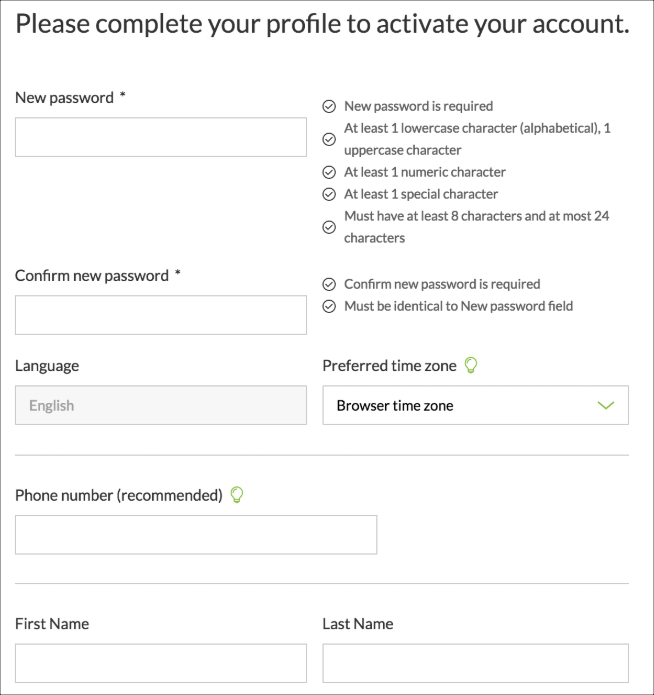 Please complete your profile to activate your account.
New password *
New password is required
At least 1 lowercase character (alphabetical), 1
uppercase character
At least 1 numeric character
At least 1 special character
Must have at least 8 characters and at most 24
characters
Confirm new password *
Confirm new password is required
Must be identical to New password field
Language
Preferred time zone
English
Browser time zone
Phone number (recommended)
First Name
Last Name